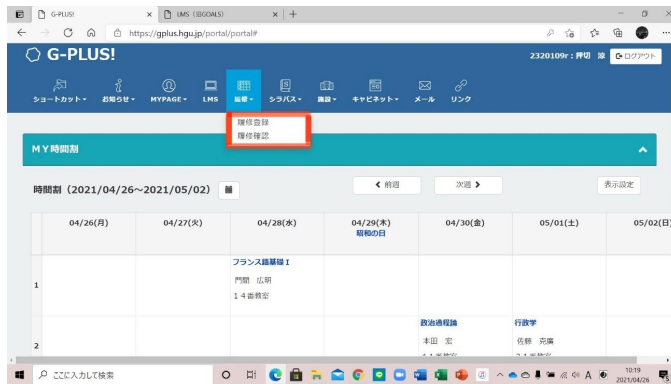 G-PLUS!
LMS (旧GOALS)
https://gplus.hgu.jp/portal/portal#
G-PLUS!
2320109r：押切
ログアウト
ショートカット
お知らせ
MYPAGE
LMS
履修
シラバス
施設
キャビネット
メール
リンク
履修登録
履修確認
MY時間割
時間割（2021/04/26～2021/05/02）
前週
次週
表示設定
04/26(月)
04/27(火)
04/28(水)
04/29(木)
昭和の日
04/30(金)
05/01(土)
05/02(日)
1
フランス語基礎Ⅰ
門間 広明
14番教室
2
政治過程論
本田 宏
行政学
佐藤 克廣
ここに入力して検索
A
10:19
2021/04/26